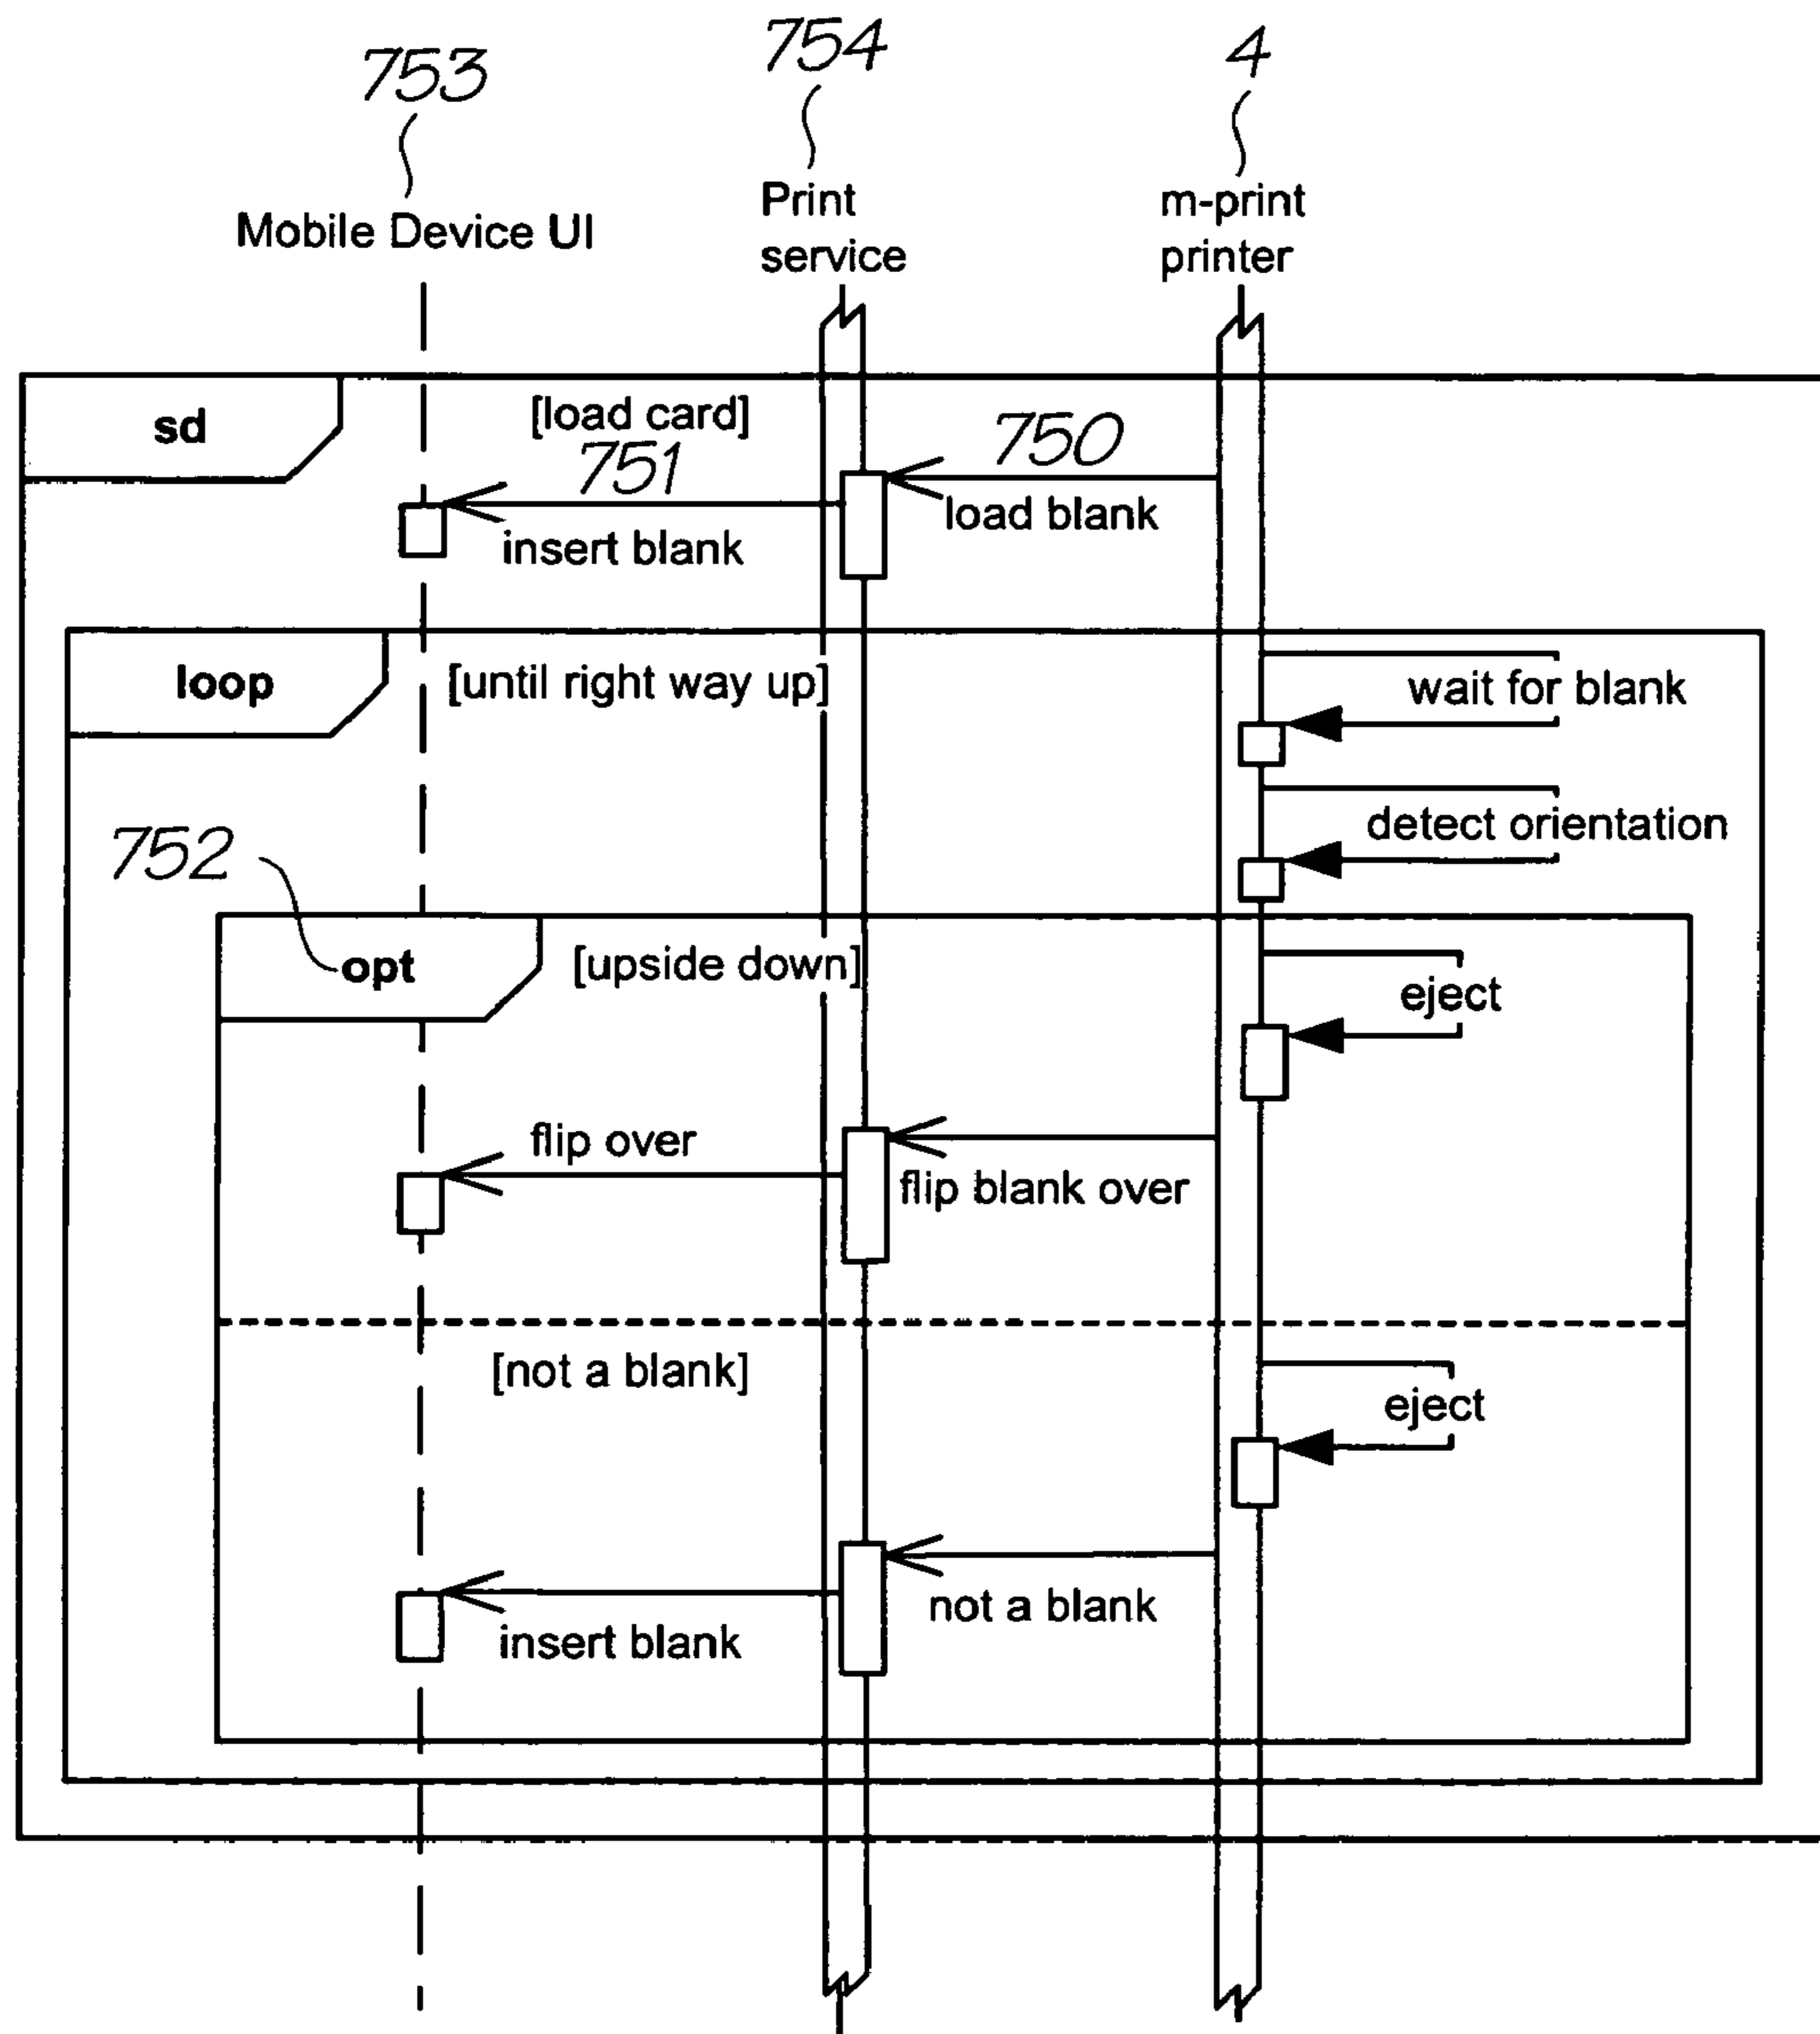 753
754
4
Mobile Device UI
Print
service
m-print
printer
sd
[load card]
751
750
insert blank
load blank
loop
[until right way up]
wait for blank
detect orientation
752
opt
[upside down]
eject
flip over
flip blank over
[not a blank]
eject
not a blank
insert blank